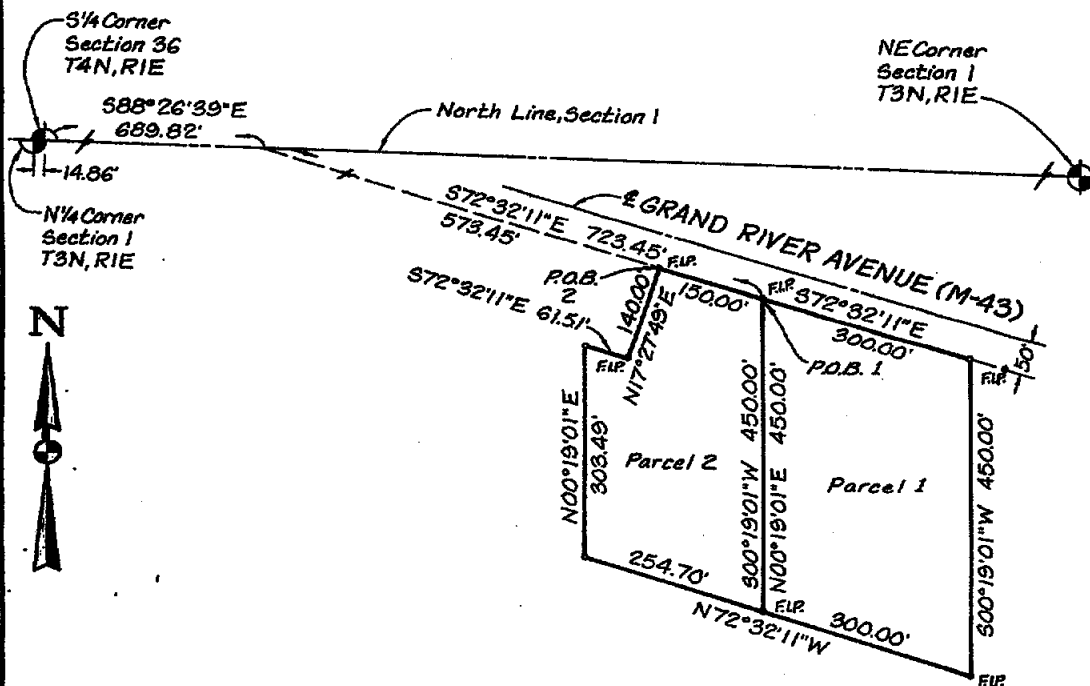 S¼ Corner
Section 36
T4N, R1E
NE Corner
Section 1
T3N, R1E
S88°26'39"E
689.82'
North Line, Section 1
14.86'
N¼ Corner
Section 1
T3N, R1E
℄ GRAND RIVER AVENUE (M-43)
S72°32'11"E 723.45'
573.45'
F.I.P.
P.O.B.
2
150.00'
F.I.P.
S72°32'11"E
300.00'
50'
S72°32'11"E 61.51'
140.00'
N17°27'49"E
P.O.B. 1
F.I.P.
F.I.P.
N
N00°19'01"E
303.49'
Parcel 2
S00°19'01"W 450.00'
N00°19'01"E 450.00'
Parcel 1
S00°19'01"W 450.00'
254.70'
F.I.P.
N72°32'11"W
300.00'
F.I.P.